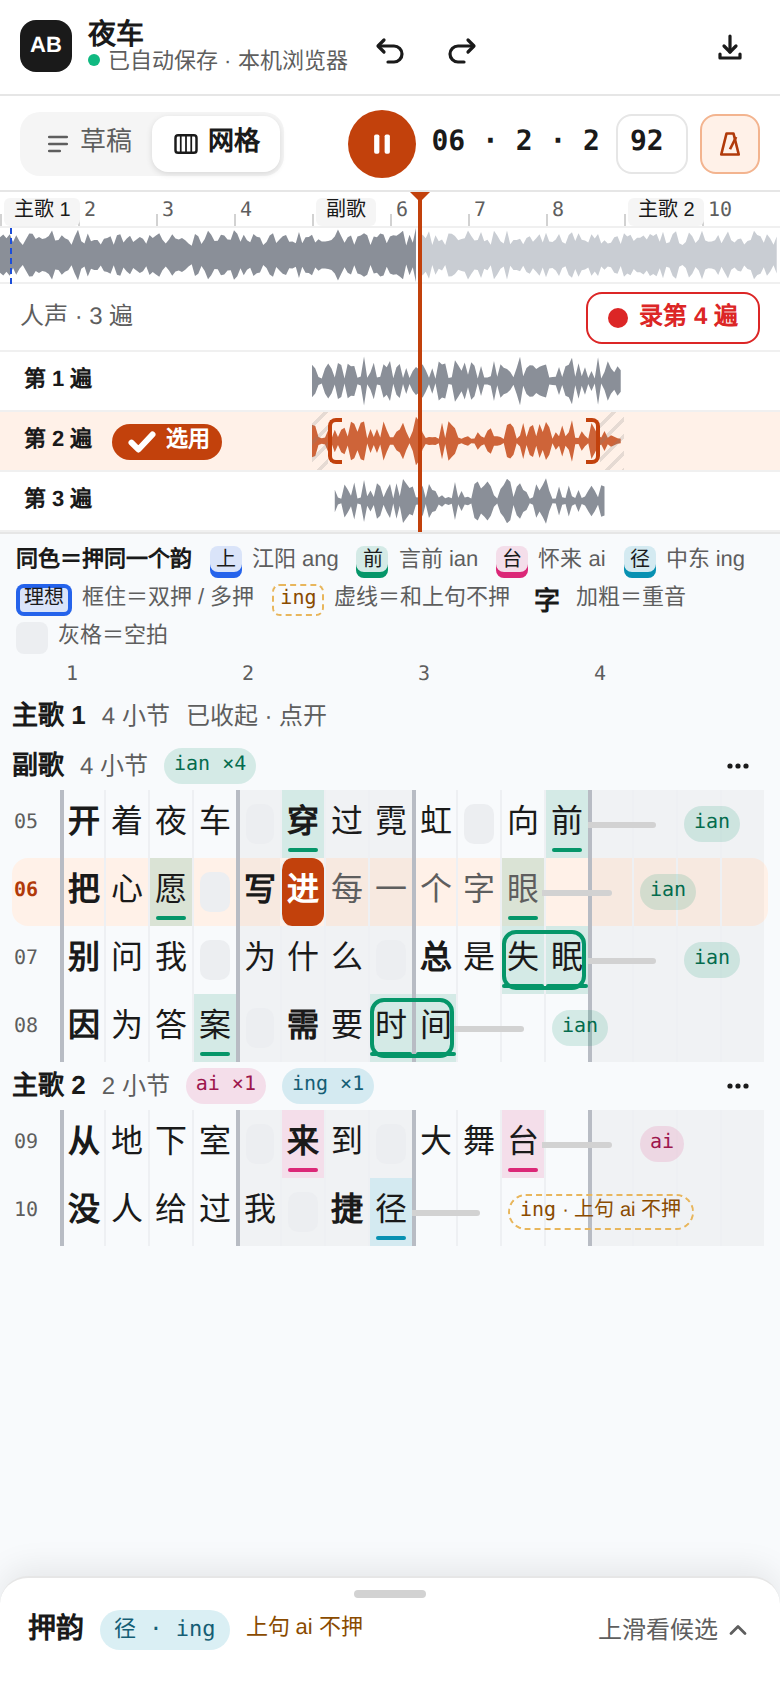 AB 夜车
已自动保存 · 本机浏览器
草稿 网格 06 · 2 · 2 92
主歌 1 2 3 4 副歌 6 7 8 主歌 2 10
人声 · 3 遍 录第 4 遍
第 1 遍
第 2 遍 选用
第 3 遍
同色＝押同一个韵 上 江阳 ang 前 言前 ian 台 怀来 ai 径 中东 ing
理想 框住＝双押 / 多押 ing 虚线＝和上句不押 字 加粗＝重音
灰格＝空拍
1 2 3 4
主歌 1 4 小节 已收起 · 点开
副歌 4 小节 ian ×4
05 开着夜车 穿过霓虹 向前 ian
06 把心愿 写进每一个字眼 ian
07 别问我 为什么 总是失眠 ian
08 因为答案 需要时间 ian
主歌 2 2 小节 ai ×1 ing ×1
09 从地下室 来到 大舞台 ai
10 没人给过我 捷径 ing · 上句 ai 不押
押韵 径 · ing 上句 ai 不押 上滑看候选